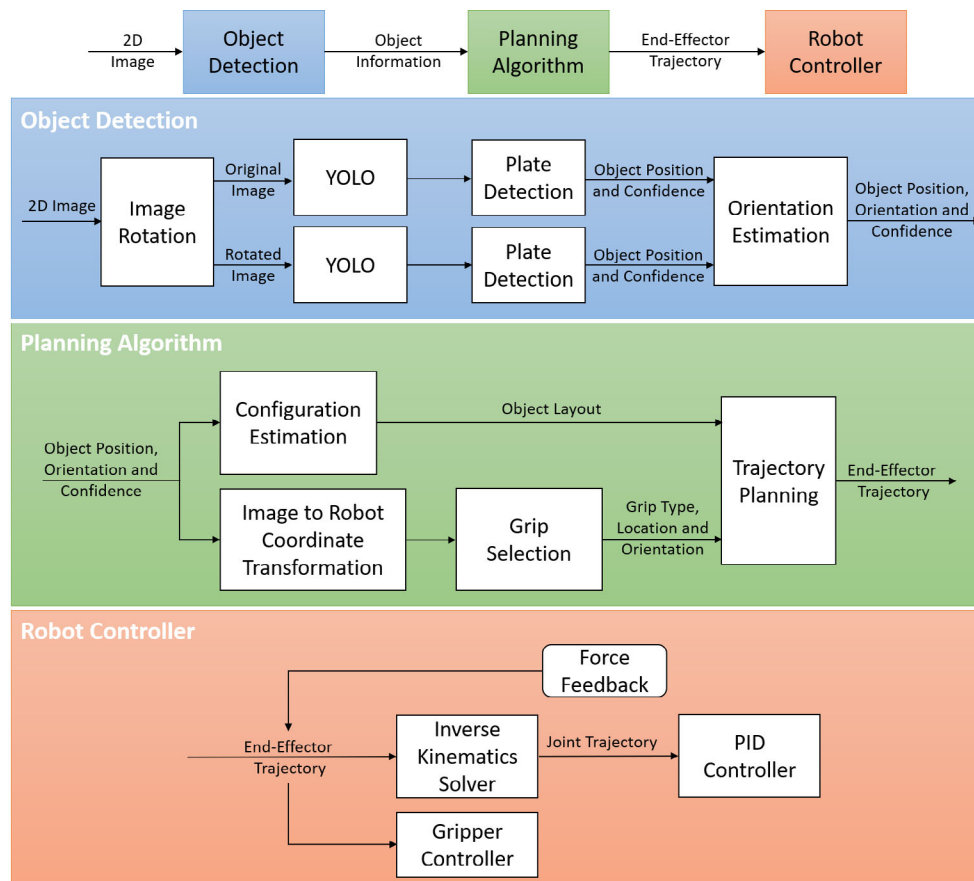 2D
Image
Object
Detection
Object
Information
Planning
Algorithm
End-Effector
Trajectory
Robot
Controller
Object Detection
2D Image
Image
Rotation
Original
Image
YOLO
Plate
Detection
Object Position
and Confidence
Rotated
Image
YOLO
Plate
Detection
Object Position
and Confidence
Orientation
Estimation
Object Position,
Orientation and
Confidence
Planning Algorithm
Object Position,
Orientation and
Confidence
Configuration
Estimation
Object Layout
Image to Robot
Coordinate
Transformation
Grip
Selection
Grip Type,
Location and
Orientation
Trajectory
Planning
End-Effector
Trajectory
Robot Controller
Force
Feedback
End-Effector
Trajectory
Inverse
Kinematics
Solver
Joint Trajectory
PID
Controller
Gripper
Controller